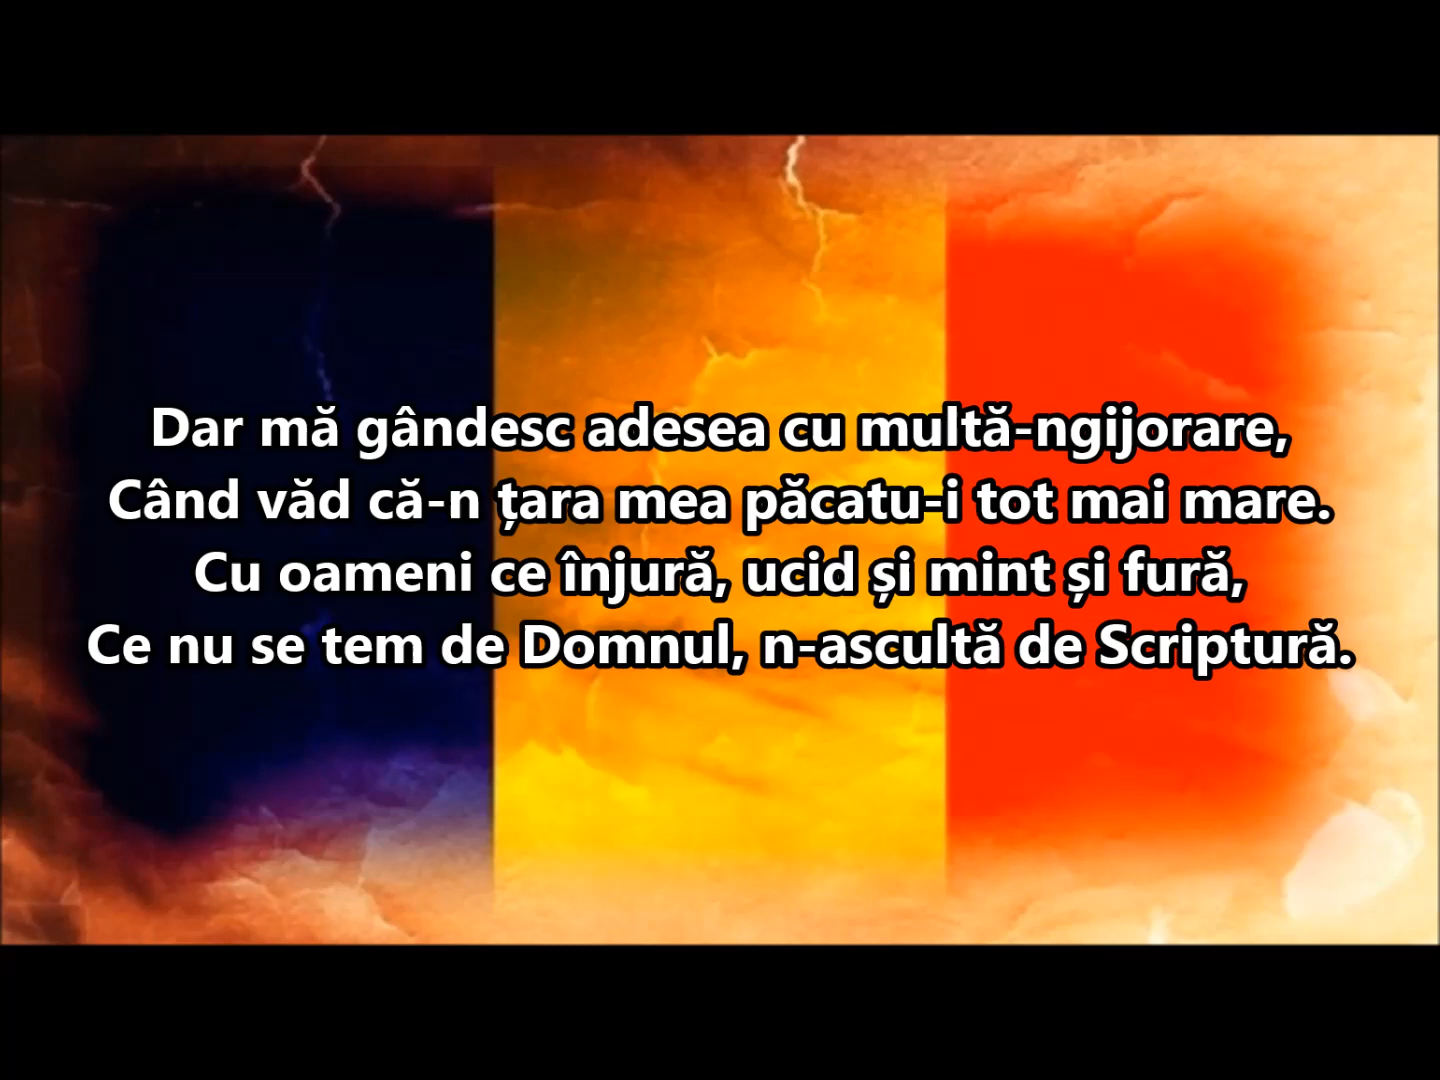 Dar mă gândesc adesea cu multă-ngijorare,
Când văd că-n țara mea păcatu-i tot mai mare.
Cu oameni ce înjură, ucid și mint și fură,
Ce nu se tem de Domnul, n-ascultă de Scriptură.